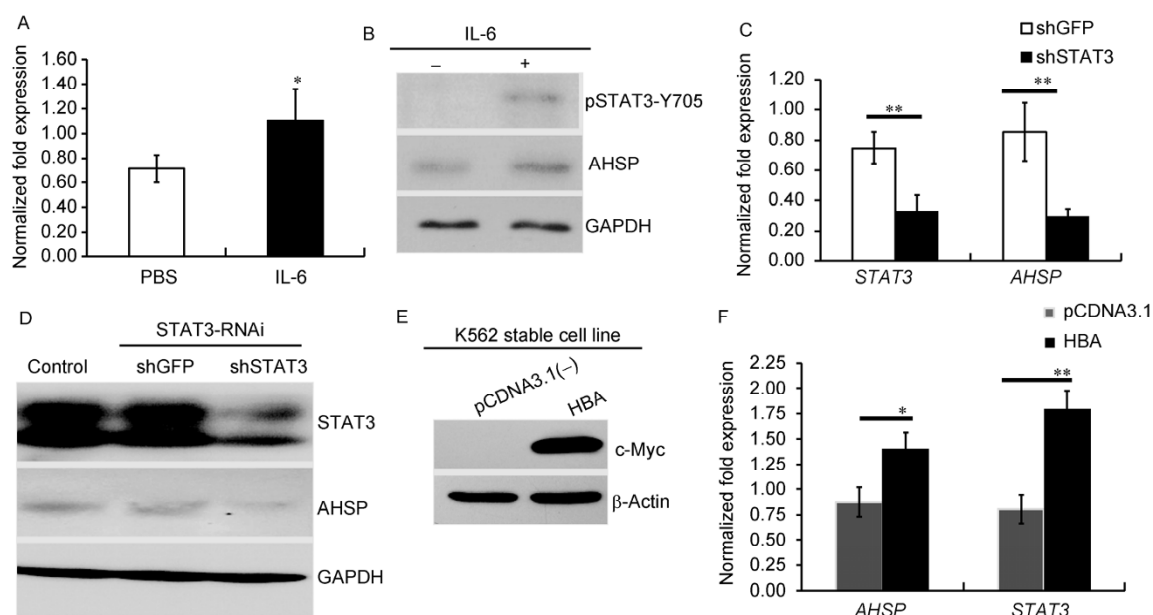 A
Normalized fold expression
1.60
1.40
1.20
1.00
0.80
0.60
0.40
0.20
0.00
*
PBS IL-6
B
IL-6
– +
pSTAT3-Y705
AHSP
GAPDH
C
shGFP
shSTAT3
Normalized fold expression
1.20
1.00
0.80
0.60
0.40
0.20
0.00
** **
STAT3 AHSP
D
STAT3-RNAi
Control shGFP shSTAT3
STAT3
AHSP
GAPDH
E
K562 stable cell line
pCDNA3.1(–) HBA
c-Myc
β-Actin
F
pCDNA3.1
HBA
Normalized fold expression
2.25
2.00
1.75
1.50
1.25
1.00
0.75
0.50
0.25
0.00
* **
AHSP STAT3